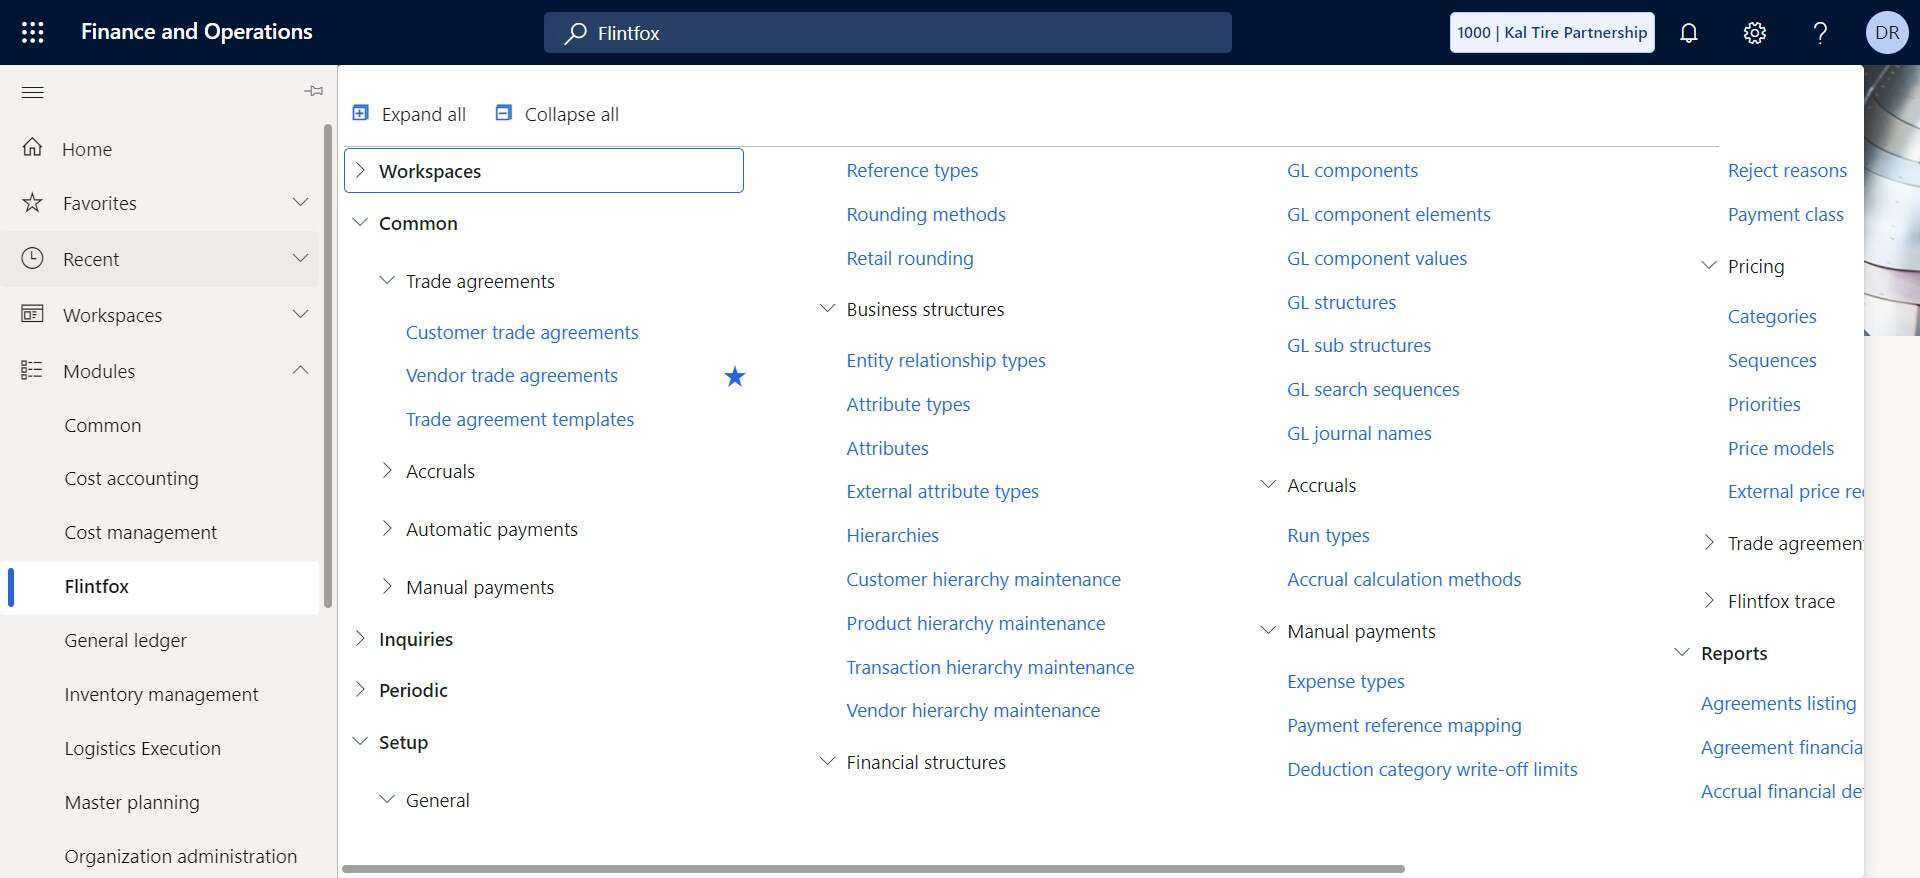 Finance and Operations
Flintfox
1000 | Kal Tire Partnership
?
DR
Home
Favorites
Recent
Workspaces
Modules
Common
Cost accounting
Cost management
Flintfox
General ledger
Inventory management
Logistics Execution
Master planning
Organization administration
Expand all
Collapse all
Workspaces
Common
Trade agreements
Customer trade agreements
Vendor trade agreements
Trade agreement templates
Accruals
Automatic payments
Manual payments
Inquiries
Periodic
Setup
General
Reference types
Rounding methods
Retail rounding
Business structures
Entity relationship types
Attribute types
Attributes
External attribute types
Hierarchies
Customer hierarchy maintenance
Product hierarchy maintenance
Transaction hierarchy maintenance
Vendor hierarchy maintenance
Financial structures
GL components
GL component elements
GL component values
GL structures
GL sub structures
GL search sequences
GL journal names
Accruals
Run types
Accrual calculation methods
Manual payments
Expense types
Payment reference mapping
Deduction category write-off limits
Reject reasons
Payment class
Pricing
Categories
Sequences
Priorities
Price models
External price re
Trade agreemen
Flintfox trace
Reports
Agreements listing
Agreement financia
Accrual financial de